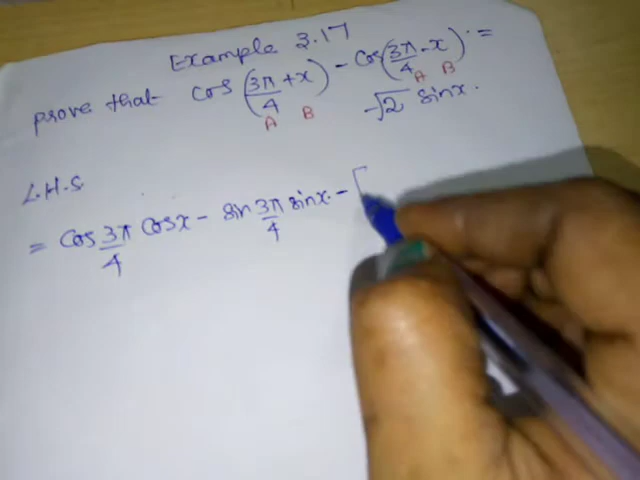 Example 3.17
prove that cos(3π/4 + x) - cos(3π/4 - x) =
A B A B
√2 sinx.
L.H.S
= cos 3π/4 cosx - sin 3π/4 sinx - [